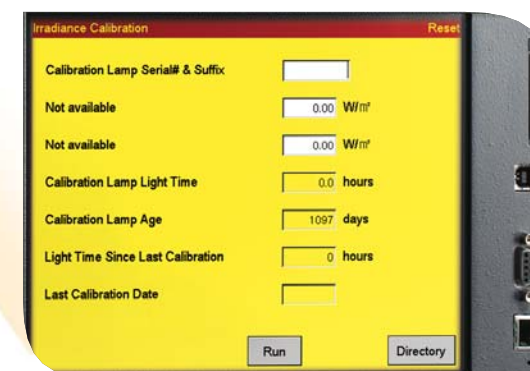 Irradiance Calibration Reset
Calibration Lamp Serial# & Suffix
Not available 0.00 W/m²
Not available 0.00 W/m²
Calibration Lamp Light Time 0.0 hours
Calibration Lamp Age 1097 days
Light Time Since Last Calibration 0 hours
Last Calibration Date
Run Directory